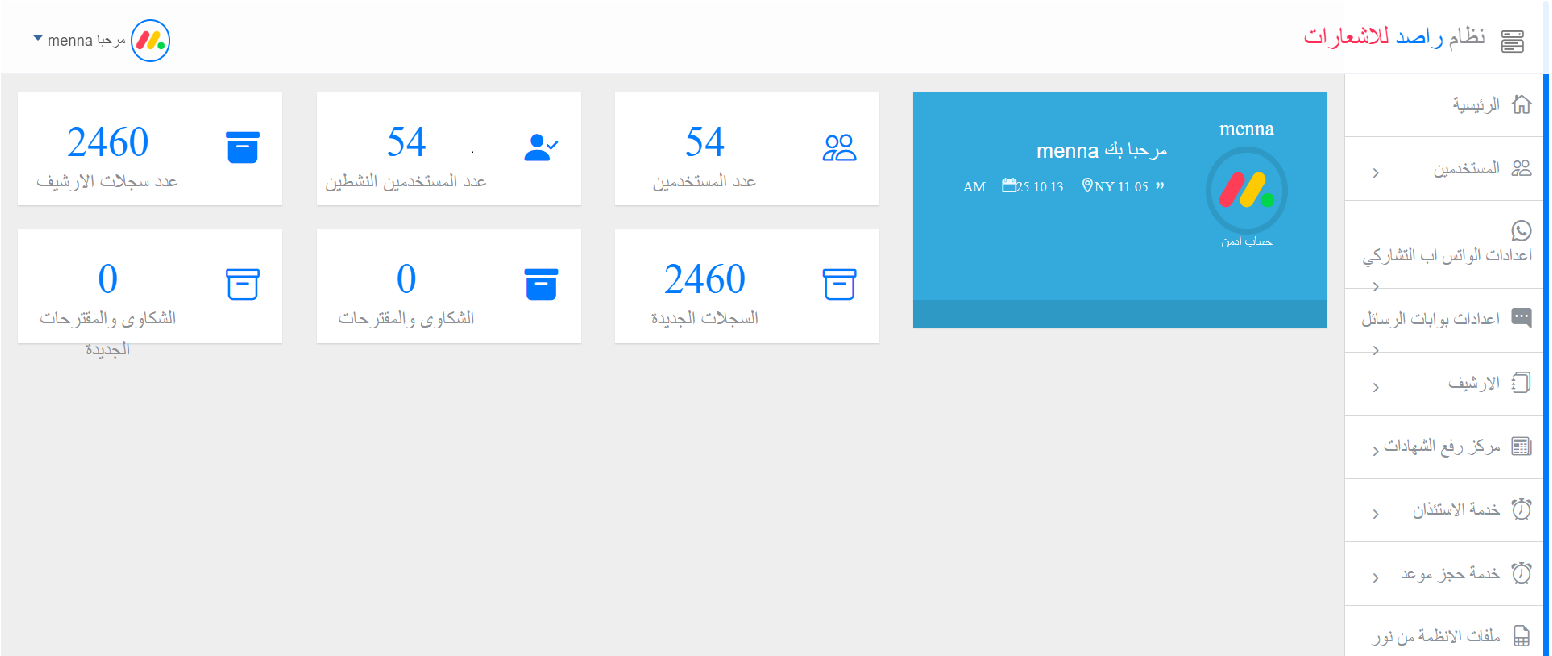 نظام راصد للاشعارات
مرحبا menna
الرئيسية
المستخدمين
اعدادات الواتس اب التشاركي
اعدادات بوابات الرسائل
الارشيف
مركز رفع الشهادات
خدمة الاستئذان
خدمة حجز موعد
ملفات الانظمة من نور
menna
مرحبا بك menna
NY 11 05 "
25 10 13
AM
حساب ادمن
54
عدد المستخدمين
54
عدد المستخدمين النشطين
2460
عدد سجلات الارشيف
2460
السجلات الجديدة
0
الشكاوى والمقترحات
0
الشكاوى والمقترحات
الجديدة